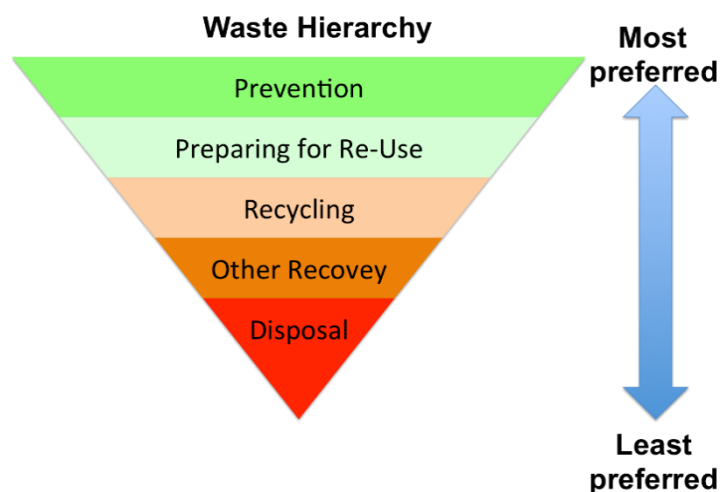 Waste Hierarchy
Most
preferred
Prevention
Preparing for Re-Use
Recycling
Other Recovey
Disposal
Least
preferred